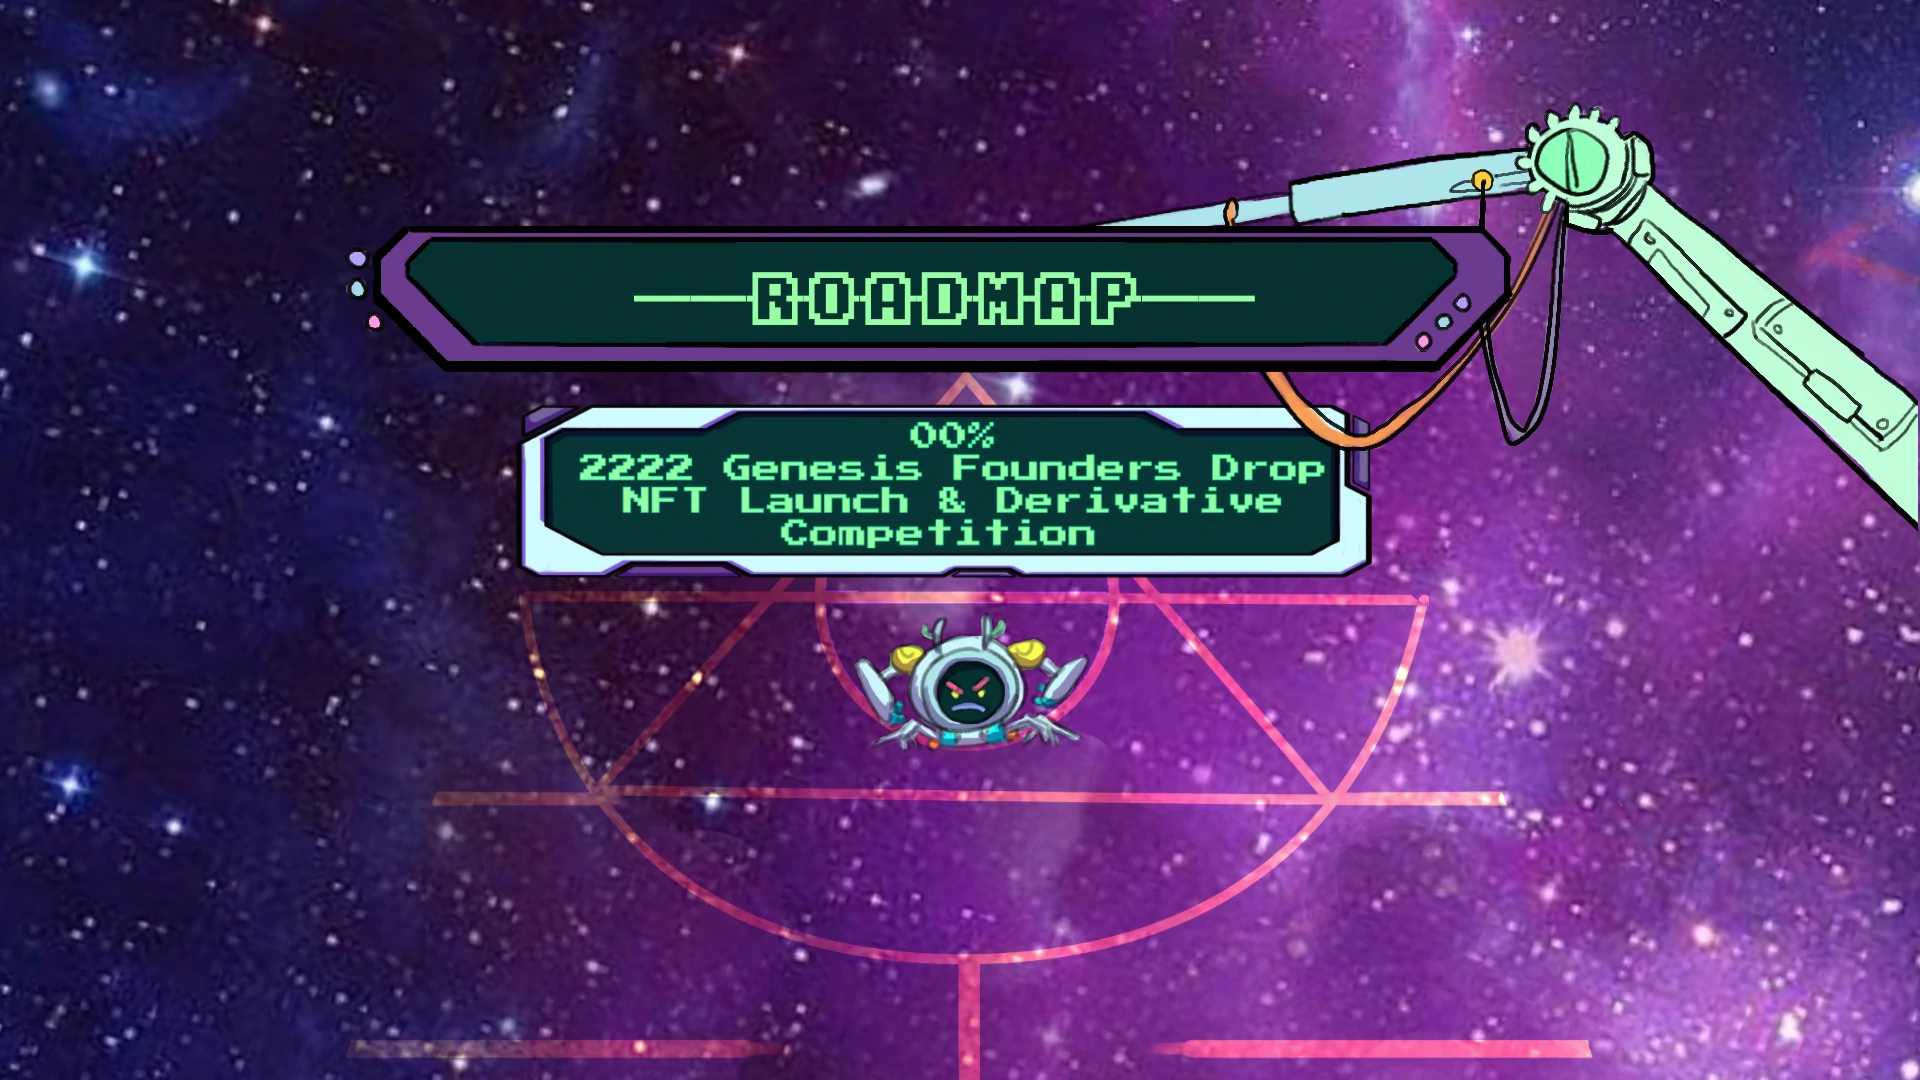 ROADMAP
00%
2222 Genesis Founders Drop
NFT Launch & Derivative
Competition